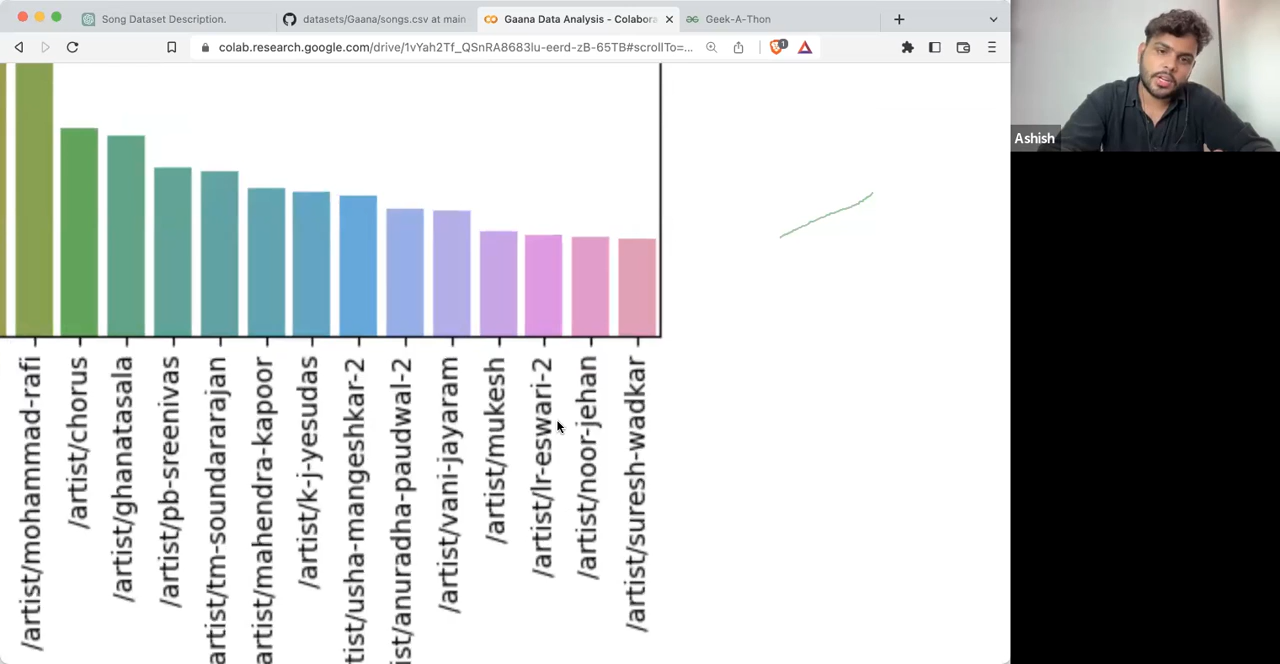 Song Dataset Description.
datasets/Gaana/songs.csv at main
Gaana Data Analysis - Colabora
Geek-A-Thon
colab.research.google.com/drive/1vYah2Tf_QSnRA8t83lu-eerd-zB-65TB#scrollTo=...
1
Ashish
/artist/mohammad-rafi
/artist/chorus
/artist/ghanatasala
/artist/pb-sreenivas
artist/tm-soundararajan
artist/mahendra-kapoor
/artist/k-j-yesudas
tist/usha-mangeshkar-2
ist/anuradha-paudwal-2
/artist/vani-jayaram
/artist/mukesh
/artist/lr-eswari-2
/artist/noor-jehan
/artist/suresh-wadkar